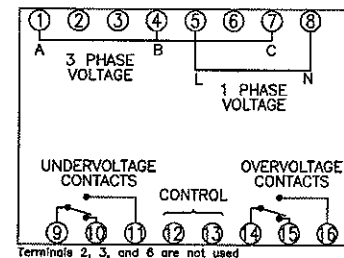 1 2 3 4 5 6 7 8
A B C
3 PHASE
VOLTAGE
L N
1 PHASE
VOLTAGE
UNDERVOLTAGE
CONTACTS
CONTROL
OVERVOLTAGE
CONTACTS
9 10 11 12 13 14 15 16
Terminals 2, 3, and 6 are not used